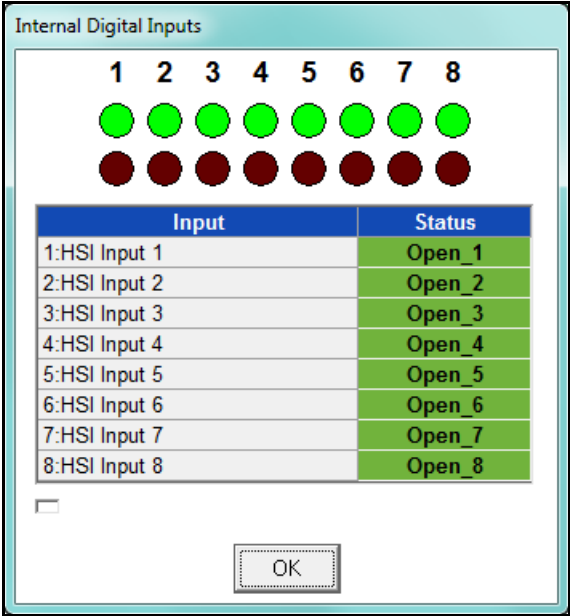 Internal Digital Inputs
1 2 3 4 5 6 7 8
Input Status
1:HSI Input 1 Open_1
2:HSI Input 2 Open_2
3:HSI Input 3 Open_3
4:HSI Input 4 Open_4
5:HSI Input 5 Open_5
6:HSI Input 6 Open_6
7:HSI Input 7 Open_7
8:HSI Input 8 Open_8
OK